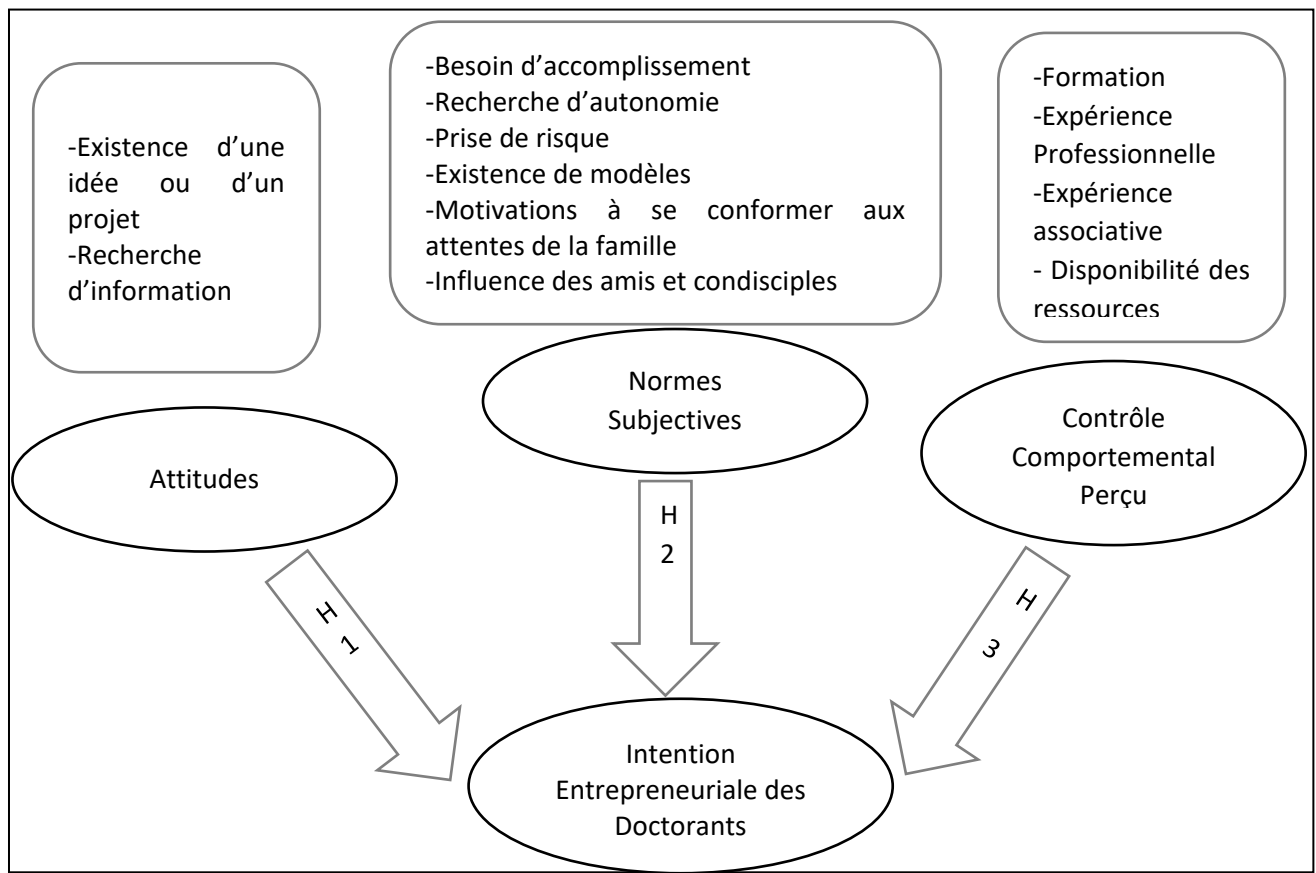 -Existence d’une
idée ou d’un
projet
-Recherche
d’information
-Besoin d’accomplissement
-Recherche d’autonomie
-Prise de risque
-Existence de modèles
-Motivations à se conformer aux
attentes de la famille
-Influence des amis et condisciples
-Formation
-Expérience
Professionnelle
-Expérience
associative
- Disponibilité des
ressources
Attitudes
Normes
Subjectives
Contrôle
Comportemental
Perçu
H
1
H
2
H
3
Intention
Entrepreneuriale des
Doctorants